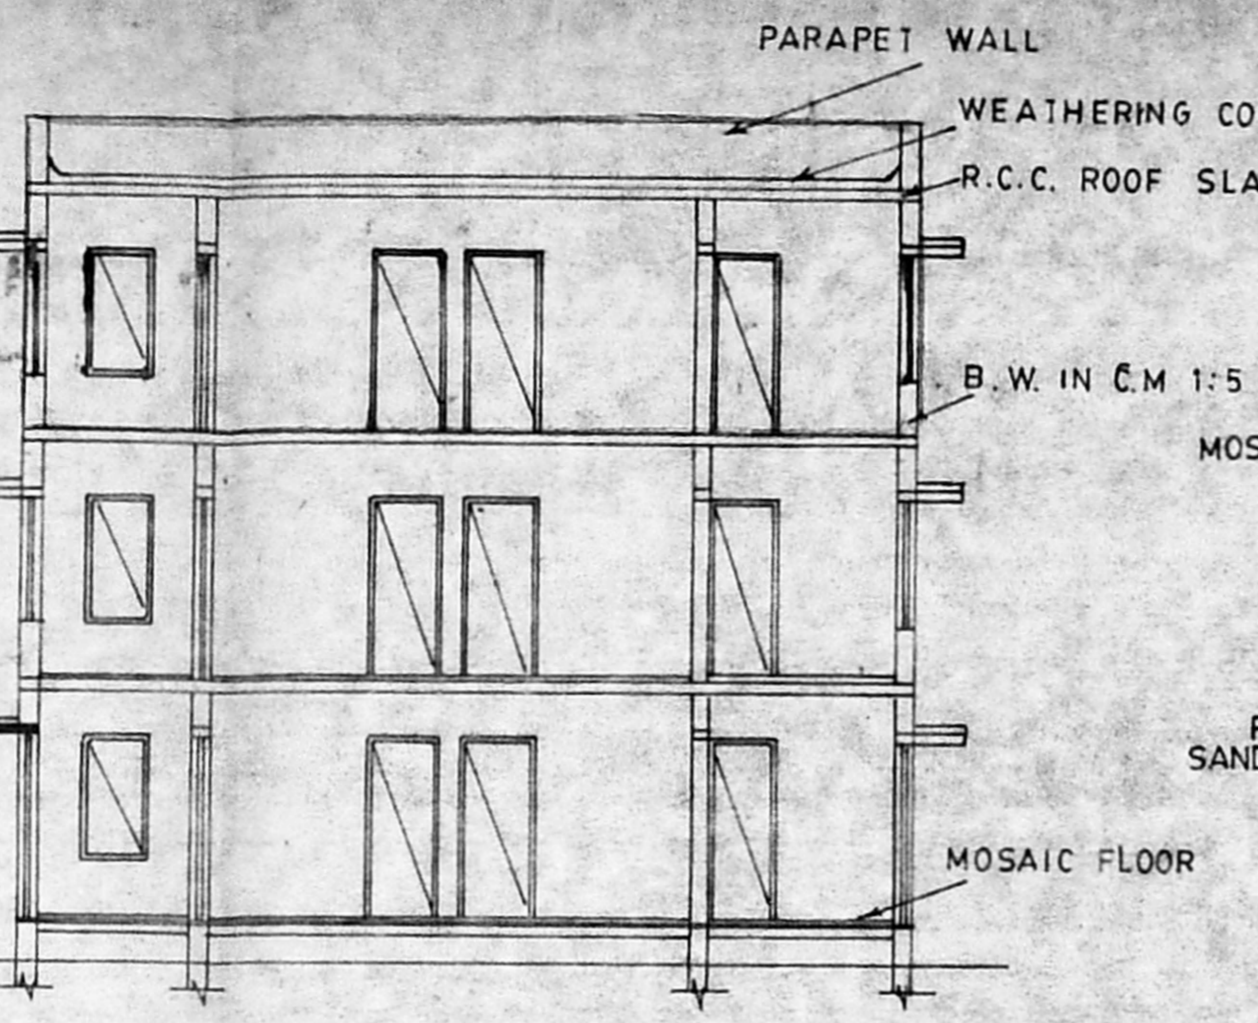 PARAPET WALL
WEATHERING CO
R.C.C. ROOF SLA
B.W. IN C.M 1:5
MOS
SAND
MOSAIC FLOOR